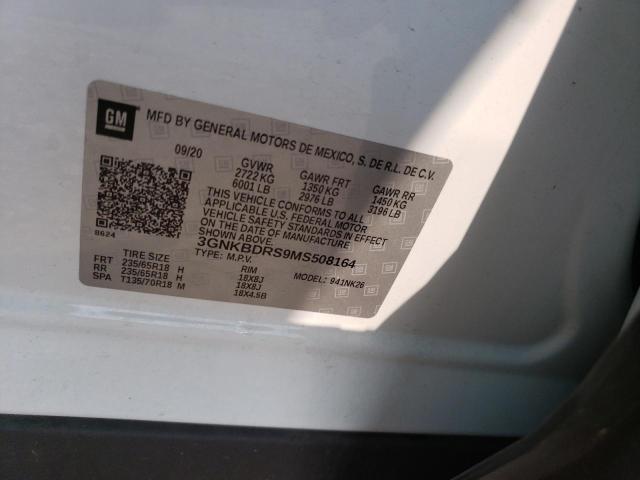 GM
MFD BY GENERAL MOTORS DE MEXICO, S. DE R.L. DE C.V.
09/20
GVWR GAWR FRT GAWR RR
2722 KG 1350 KG 1450 KG
6001 LB 2976 LB 3196 LB
THIS VEHICLE CONFORMS TO ALL
APPLICABLE U.S. FEDERAL MOTOR
VEHICLE SAFETY STANDARDS IN EFFECT
ON THE DATE OF MANUFACTURE
SHOWN ABOVE.
8624
3GNKBDRS9MS508164
TYPE: M.P.V. MODEL: 941NK26
TIRE SIZE RIM
FRT 235/65R18 H 18X8J
RR 235/65R18 H 18X8J
SPA T135/70R18 M 18X4.5B